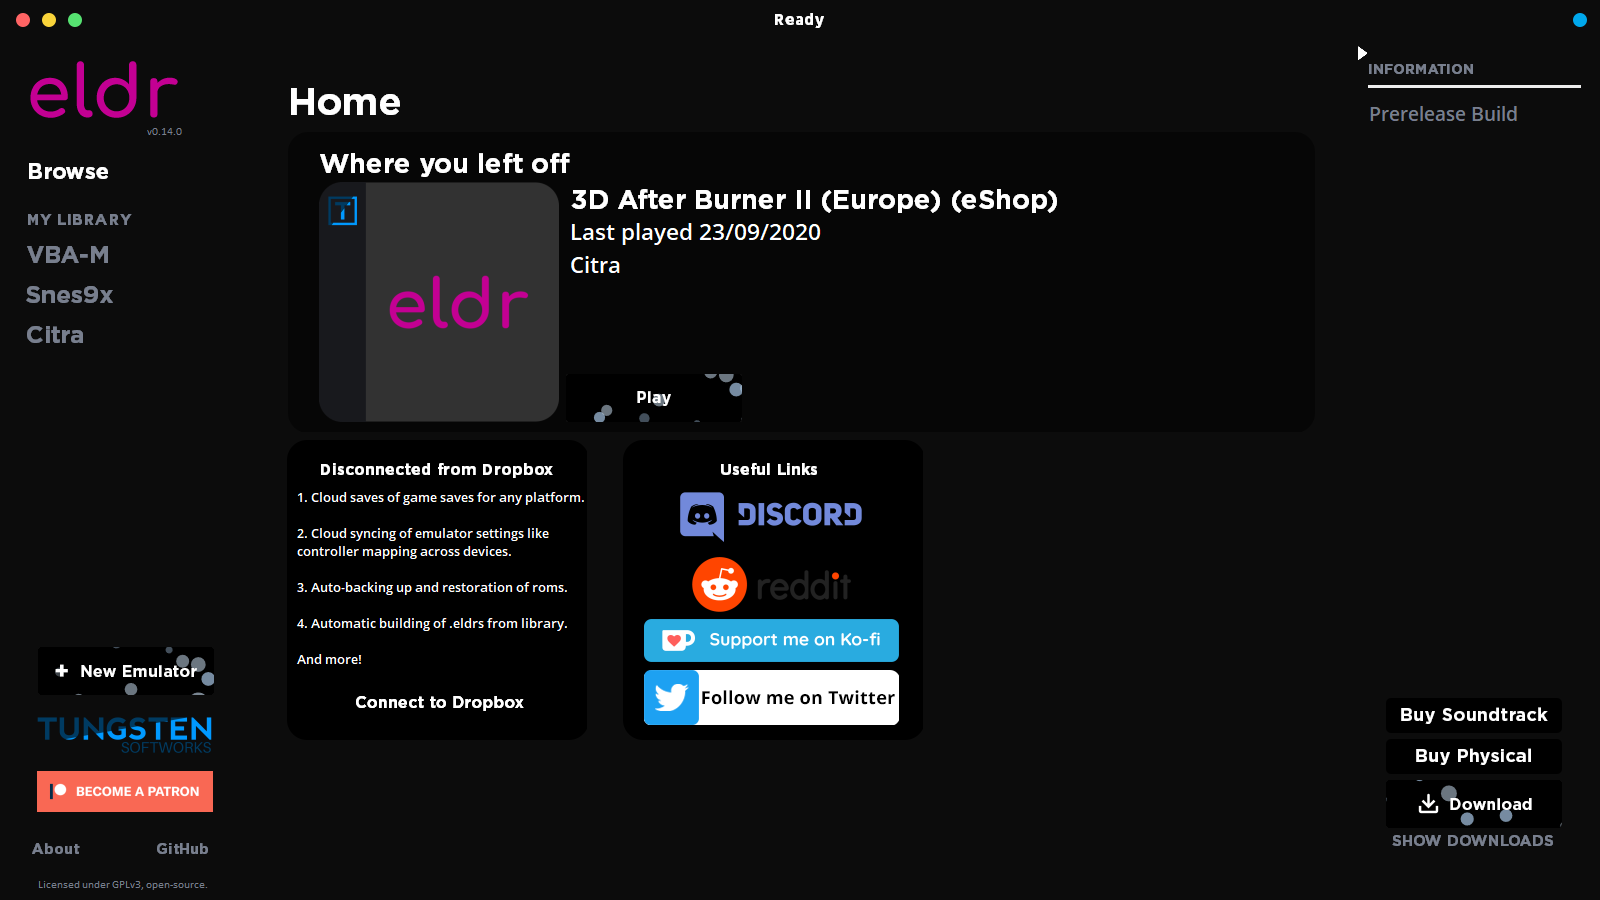 Ready
eldr
v0.14.0
Browse
MY LIBRARY
VBA-M
Snes9x
Citra
+ New Emulator
TUNGSTEN
SOFTWORKS
BECOME A PATRON
About
GitHub
Licensed under GPLv3, open-source.
Home
Where you left off
T
eldr
3D After Burner II (Europe) (eShop)
Last played 23/09/2020
Citra
Play
Disconnected from Dropbox
1. Cloud saves of game saves for any platform.
2. Cloud syncing of emulator settings like
controller mapping across devices.
3. Auto-backing up and restoration of roms.
4. Automatic building of .eldrs from library.
And more!
Connect to Dropbox
Useful Links
DISCORD
reddit
Support me on Ko-fi
Follow me on Twitter
INFORMATION
Prerelease Build
Buy Soundtrack
Buy Physical
Download
SHOW DOWNLOADS